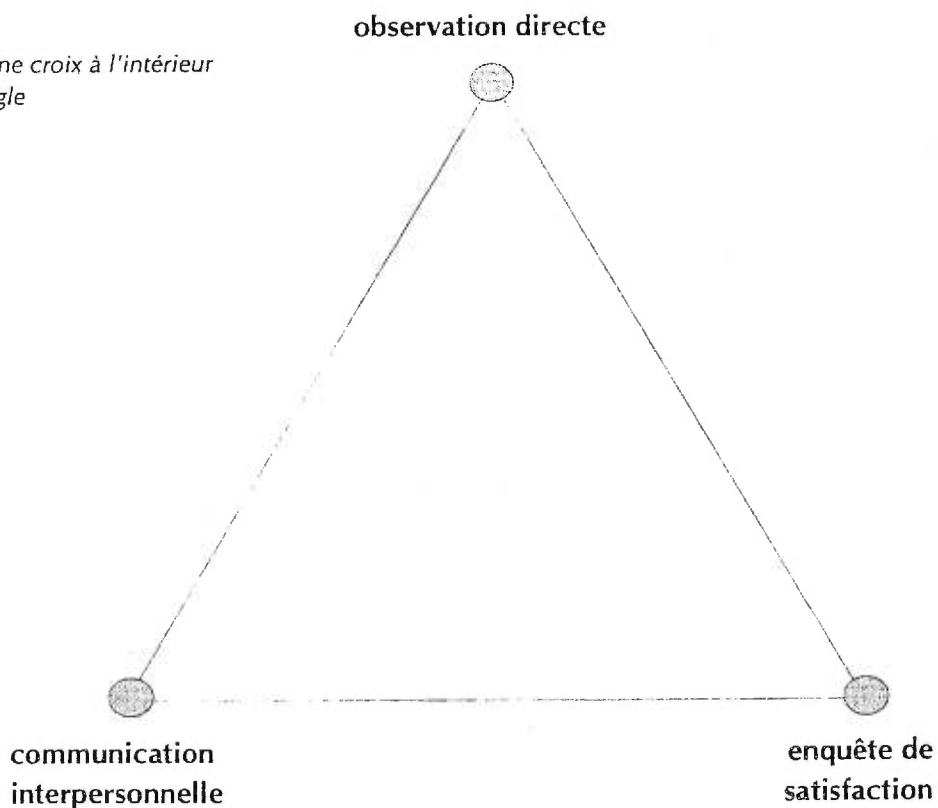 observation directe
ne croix à l'intérieur
gle
communication
interpersonnelle
enquête de
satisfaction